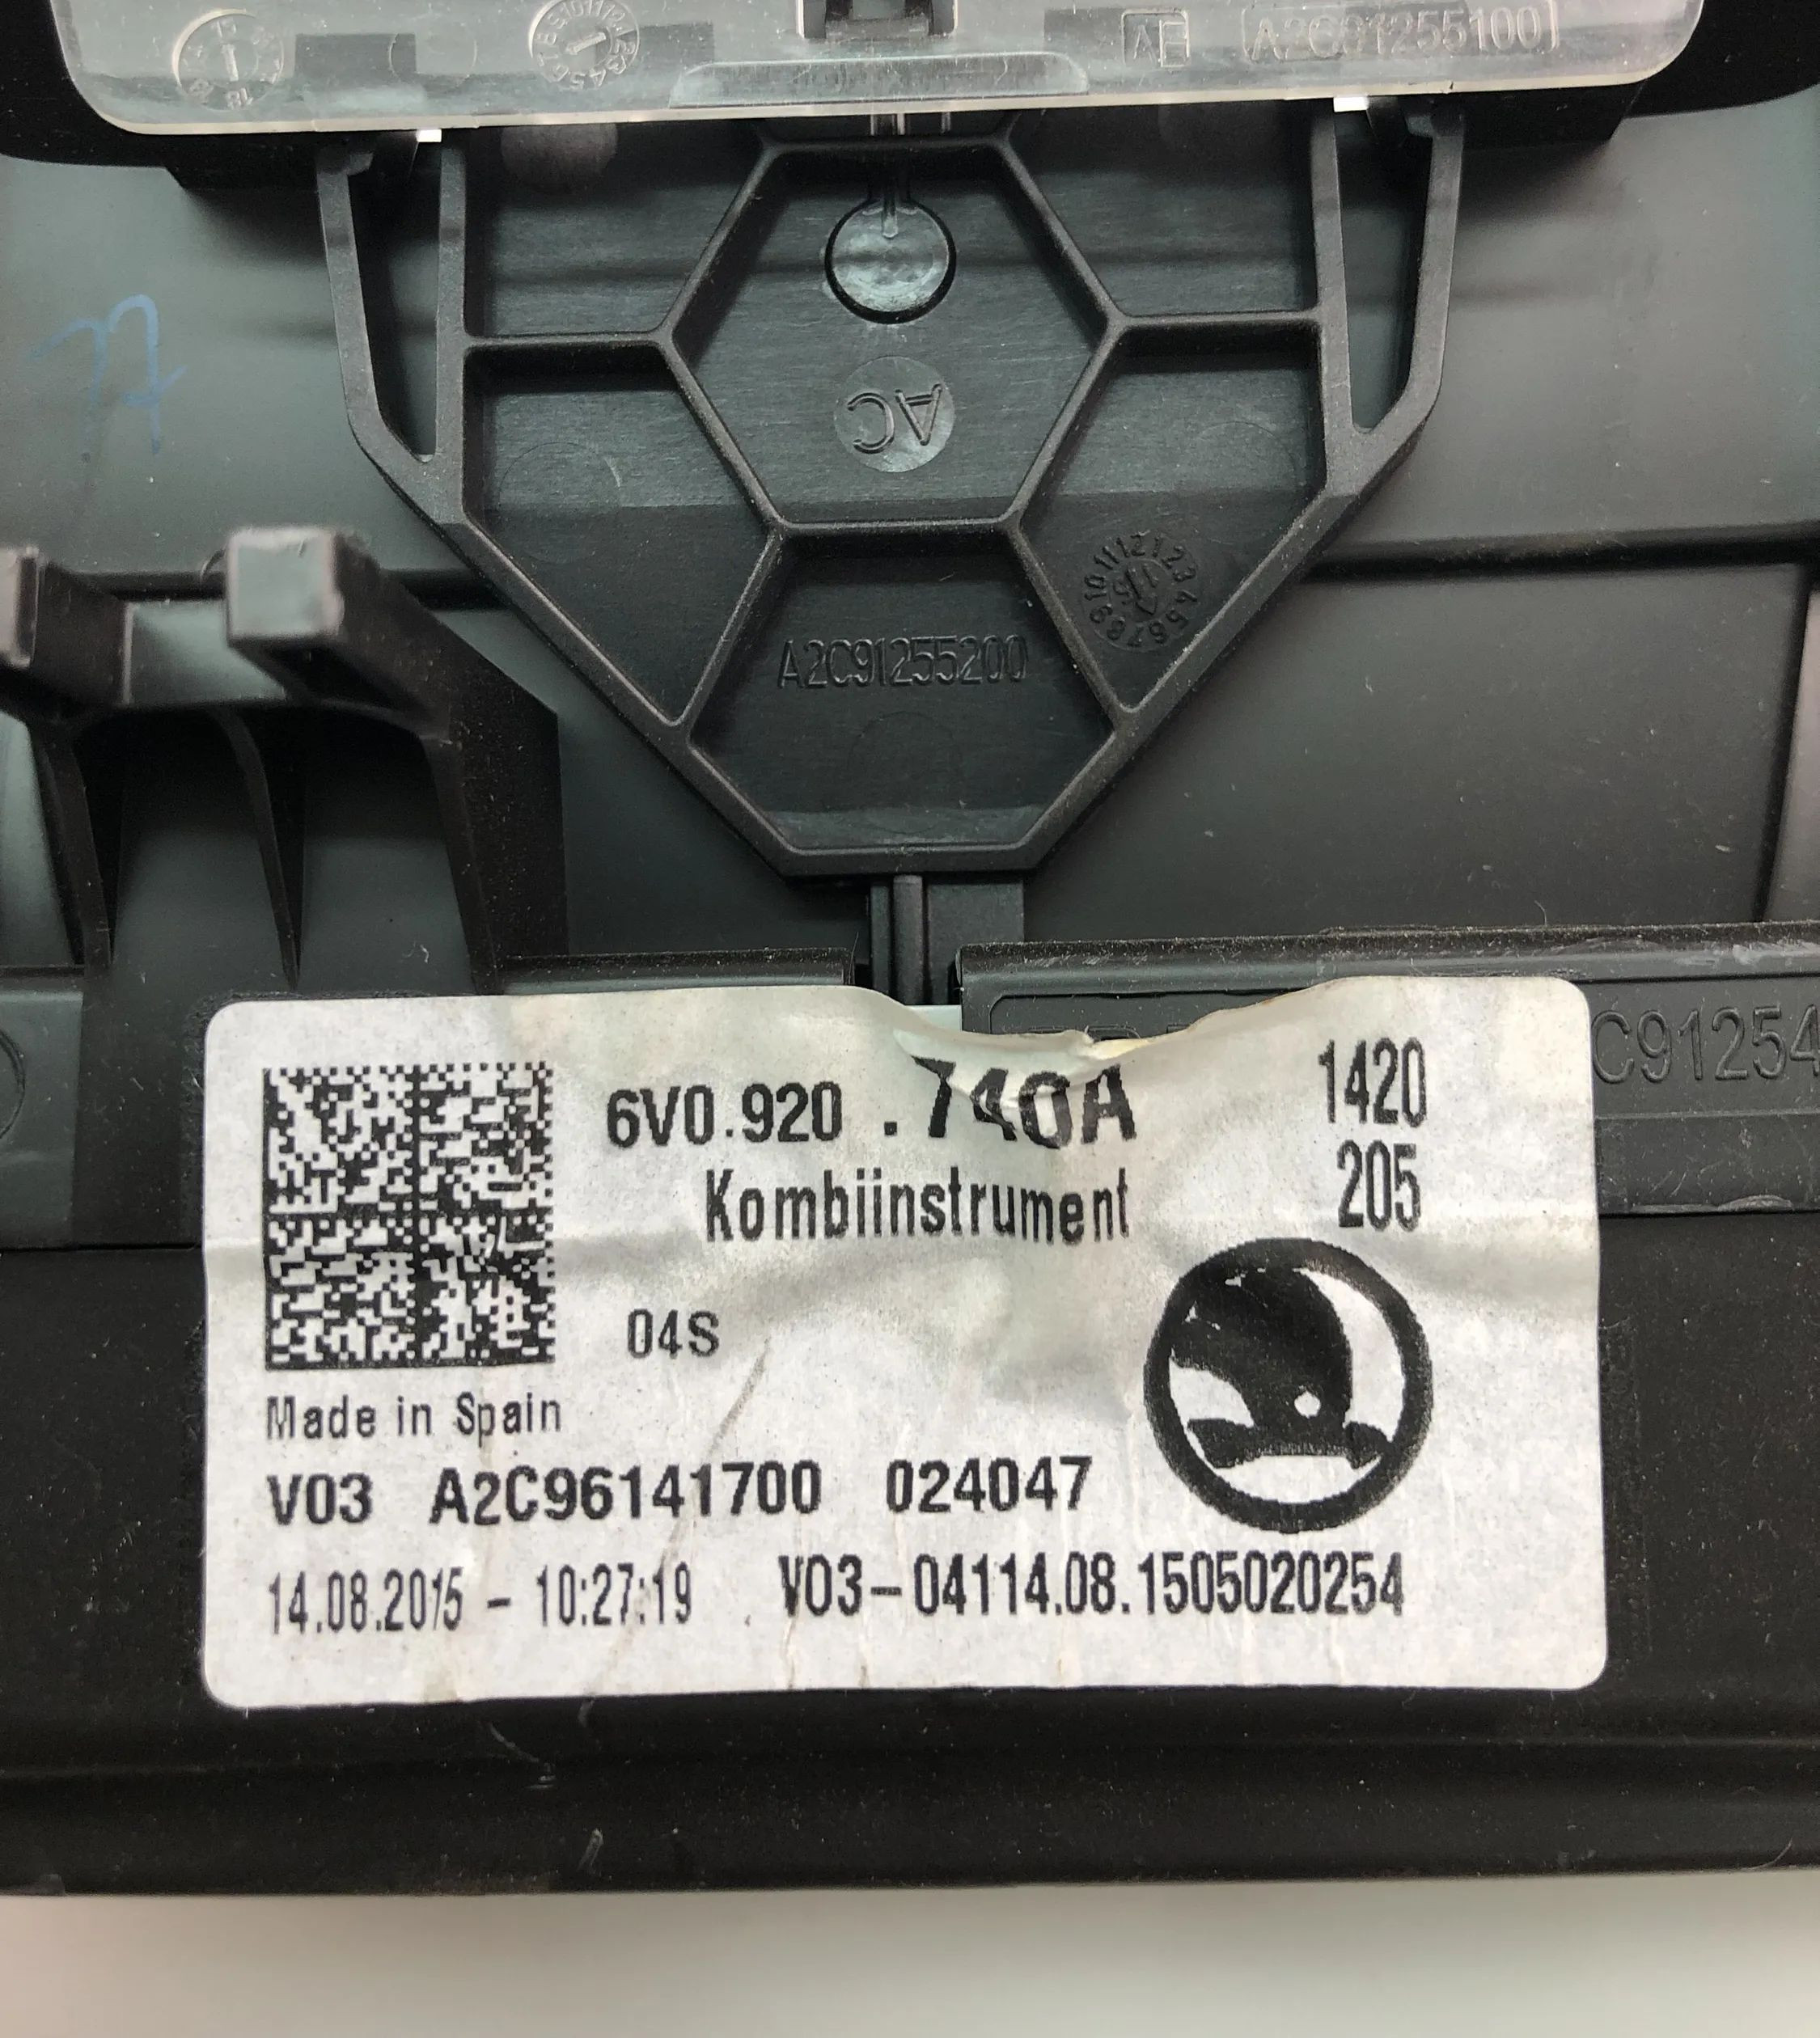 AE A2C91255100
AC
A2C91255200
C91254
6V0.920 .740A 1420
Kombiinstrument 205
04S
Made in Spain
V03 A2C96141700 024047
14.08.2015 - 10:27:19 V03-04114.08.1505020254